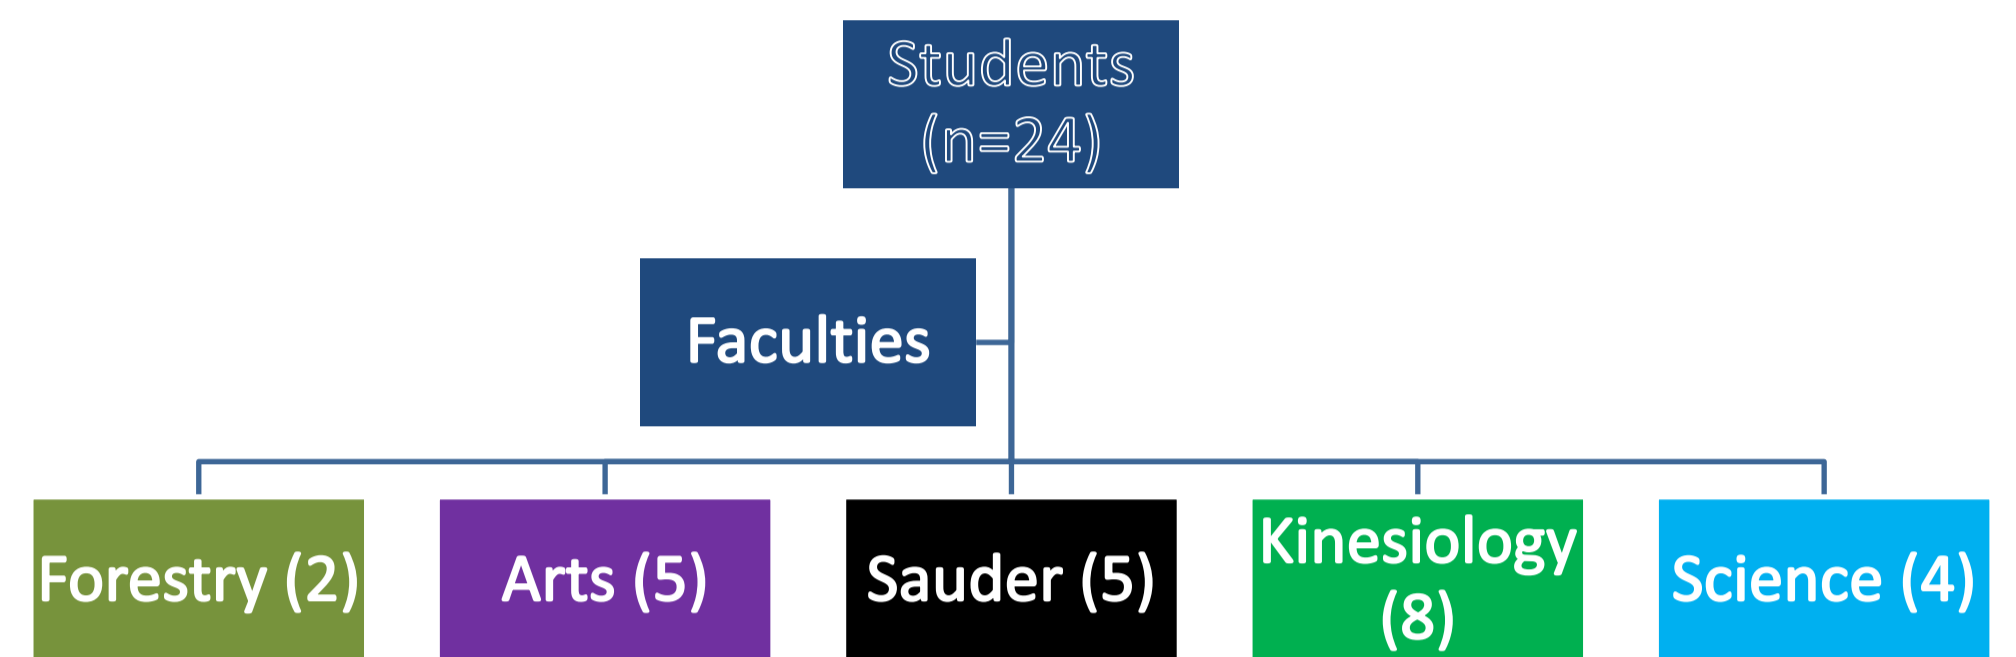 Students
(n=24)
Faculties
Forestry (2)
Arts (5)
Sauder (5)
Kinesiology
(8)
Science (4)